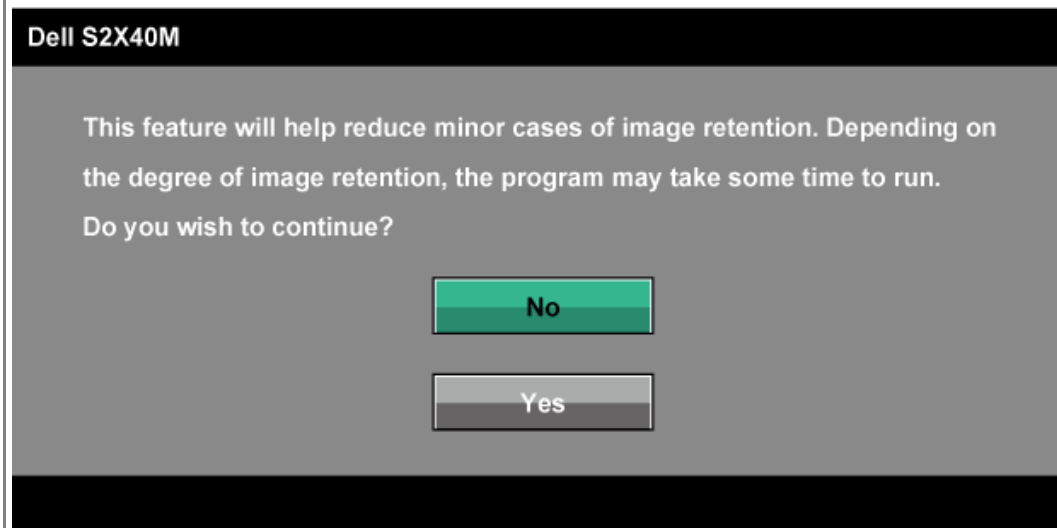 Dell S2X40M
This feature will help reduce minor cases of image retention. Depending on
the degree of image retention, the program may take some time to run.
Do you wish to continue?
No
Yes